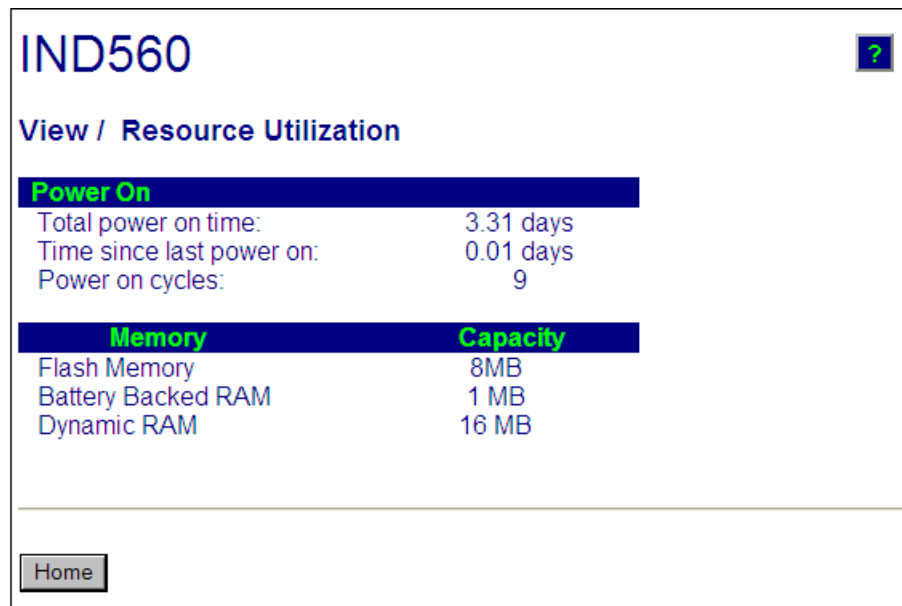 IND560
?
View / Resource Utilization
Power On
Total power on time: 3.31 days
Time since last power on: 0.01 days
Power on cycles: 9
Memory Capacity
Flash Memory 8MB
Battery Backed RAM 1 MB
Dynamic RAM 16 MB
Home